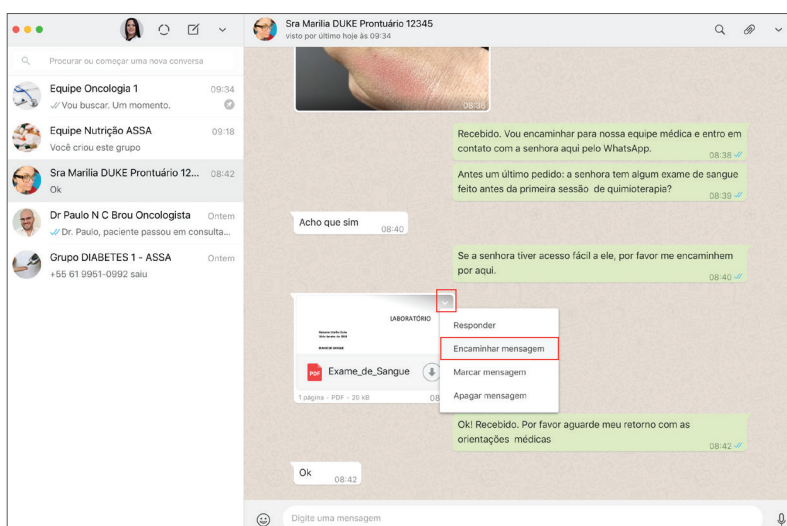 Sra Marilia DUKE Prontuário 12345
visto por último hoje às 09:34
Procurar ou começar uma nova conversa
Equipe Oncologia 1
09:34
Vou buscar. Um momento.
Equipe Nutrição ASSA
09:18
Você criou este grupo
Sra Marilia DUKE Prontuário 12...
08:42
Ok
Dr Paulo N C Brou Oncologista
Ontem
Dr. Paulo, paciente passou em consulta...
Grupo DIABETES 1 - ASSA
Ontem
+55 61 9951-0992 saiu
08:36
Recebido. Vou encaminhar para nossa equipe médica e entro em
contato com a senhora aqui pelo WhatsApp.
08:38
Antes um último pedido: a senhora tem algum exame de sangue
feito antes da primeira sessão de quimioterapia?
08:39
Acho que sim
08:40
Se a senhora tiver acesso fácil a ele, por favor me encaminhem
por aqui.
08:40
LABORATÓRIO
PDF
Exame_de_Sangue
1 página - PDF - 20 kB
08
Responder
Encaminhar mensagem
Marcar mensagem
Apagar mensagem
Ok! Recebido. Por favor aguarde meu retorno com as
orientações médicas
08:42
Ok
08:42
Digite uma mensagem